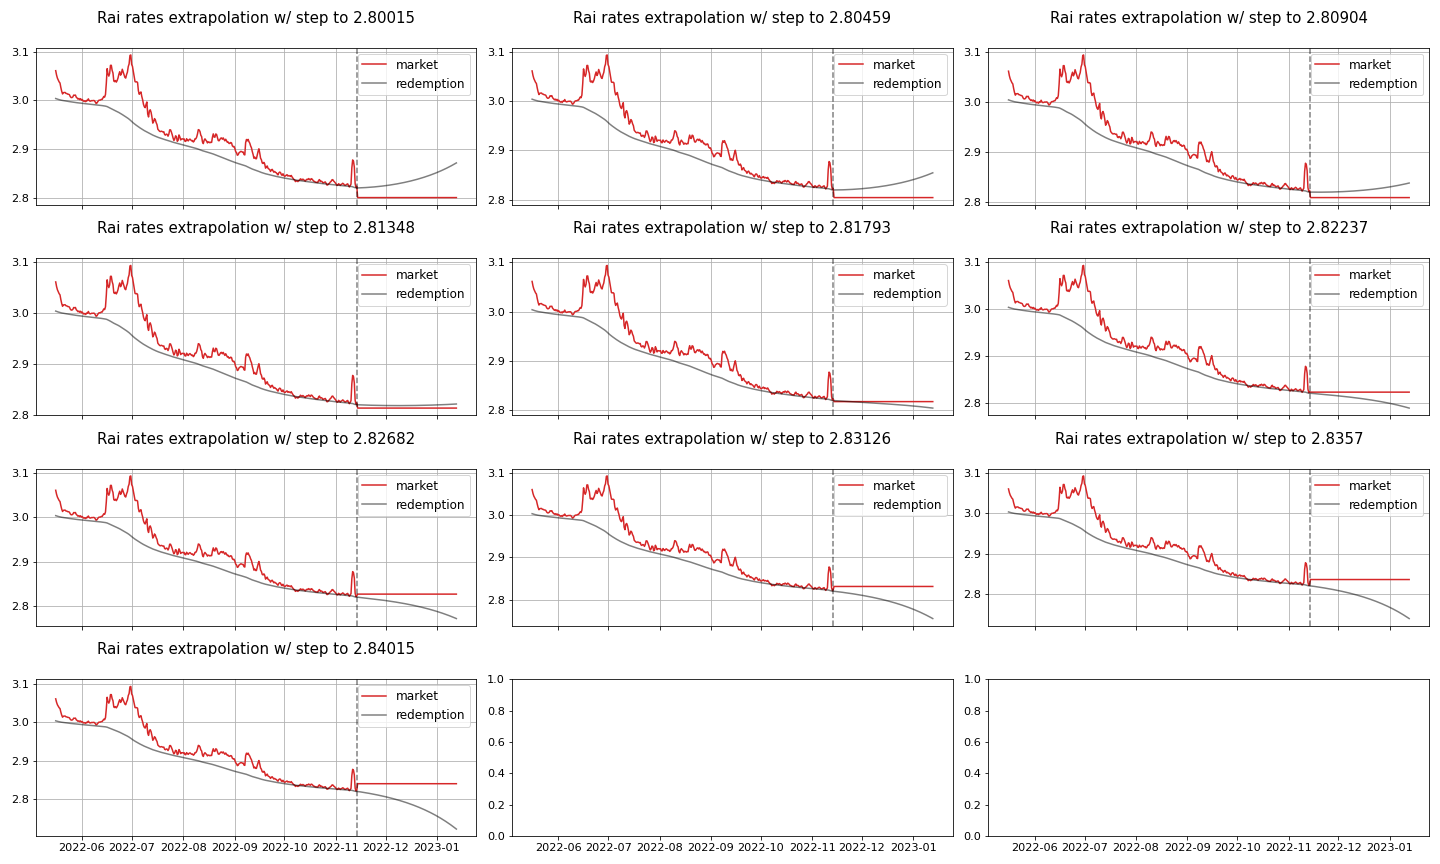 Rai rates extrapolation w/ step to 2.80015
Rai rates extrapolation w/ step to 2.80459
Rai rates extrapolation w/ step to 2.80904
3.1
3.0
2.9
2.8
market
redemption
3.1
3.0
2.9
2.8
market
redemption
3.1
3.0
2.9
2.8
market
redemption
Rai rates extrapolation w/ step to 2.81348
Rai rates extrapolation w/ step to 2.81793
Rai rates extrapolation w/ step to 2.82237
3.1
3.0
2.9
2.8
market
redemption
3.1
3.0
2.9
2.8
market
redemption
3.1
3.0
2.9
2.8
market
redemption
Rai rates extrapolation w/ step to 2.82682
Rai rates extrapolation w/ step to 2.83126
Rai rates extrapolation w/ step to 2.8357
3.1
3.0
2.9
2.8
market
redemption
3.1
3.0
2.9
2.8
market
redemption
3.1
3.0
2.9
2.8
market
redemption
Rai rates extrapolation w/ step to 2.84015
3.1
3.0
2.9
2.8
market
redemption
2022-06 2022-07 2022-08 2022-09 2022-10 2022-11 2022-12 2023-01
1.0
0.8
0.6
0.4
0.2
0.0
2022-06 2022-07 2022-08 2022-09 2022-10 2022-11 2022-12 2023-01
1.0
0.8
0.6
0.4
0.2
0.0
2022-06 2022-07 2022-08 2022-09 2022-10 2022-11 2022-12 2023-01